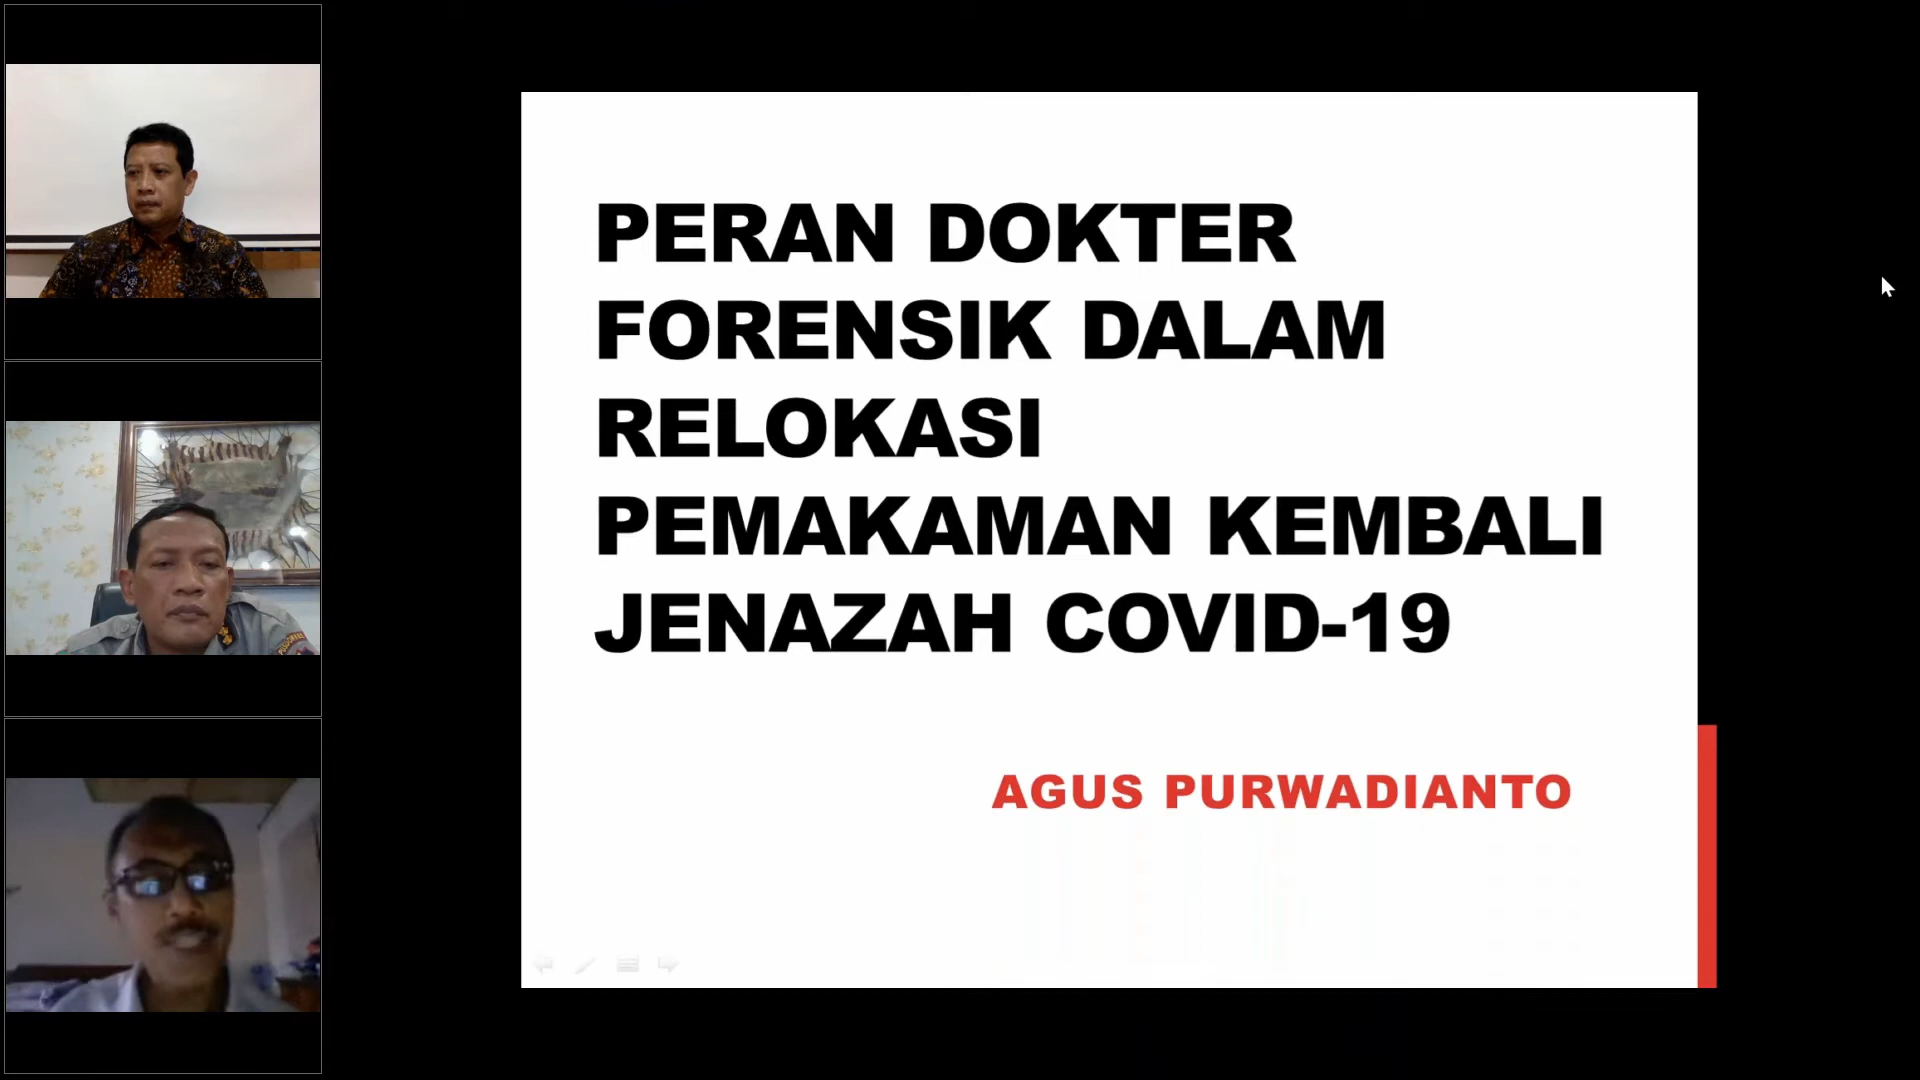 PERAN DOKTER
FORENSIK DALAM
RELOKASI
PEMAKAMAN KEMBALI
JENAZAH COVID-19
AGUS PURWADIANTO